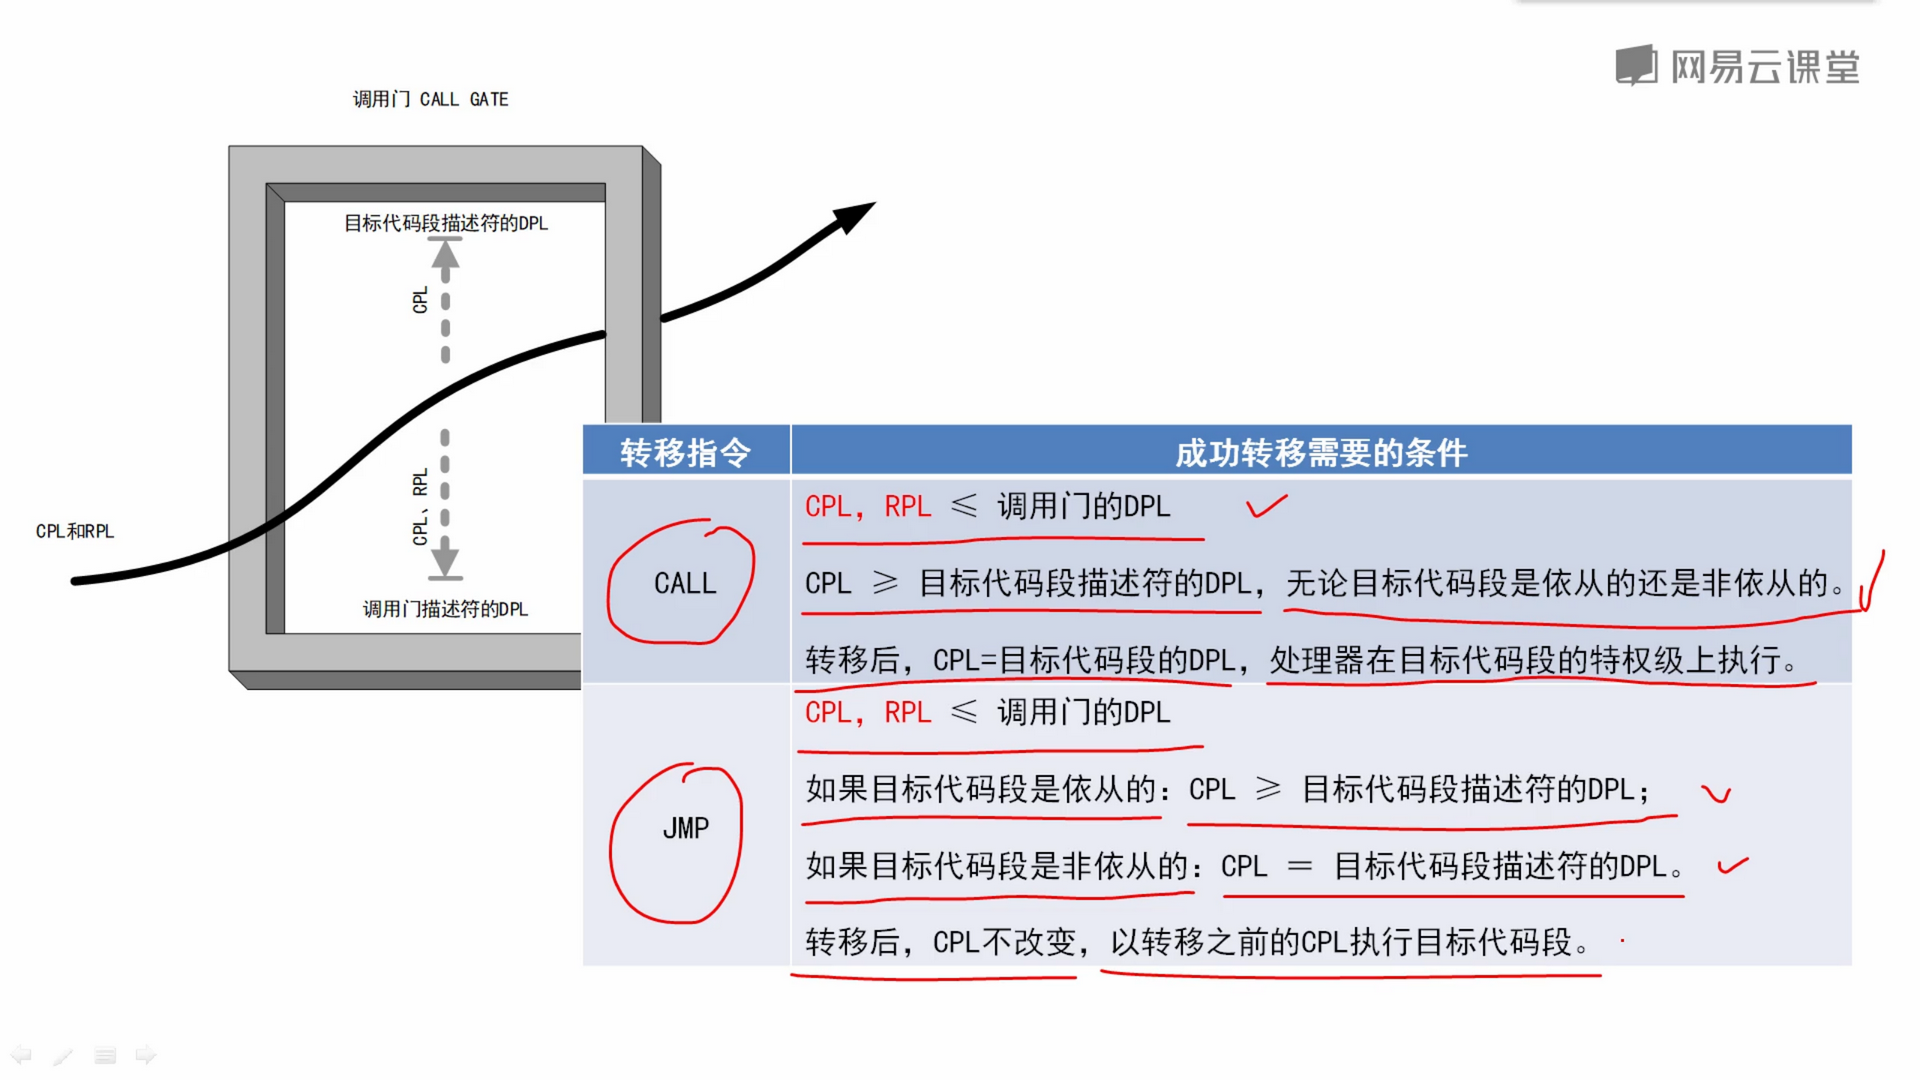 网易云课堂
调用门 CALL GATE
目标代码段描述符的DPL
CPL
CPL、RPL
CPL和RPL
调用门描述符的DPL
转移指令
成功转移需要的条件
CALL
CPL，RPL ≤ 调用门的DPL
CPL ≥ 目标代码段描述符的DPL，无论目标代码段是依从的还是非依从的。
转移后，CPL=目标代码段的DPL，处理器在目标代码段的特权级上执行。
JMP
CPL，RPL ≤ 调用门的DPL
如果目标代码段是依从的：CPL ≥ 目标代码段描述符的DPL；
如果目标代码段是非依从的：CPL = 目标代码段描述符的DPL。
转移后，CPL不改变，以转移之前的CPL执行目标代码段。